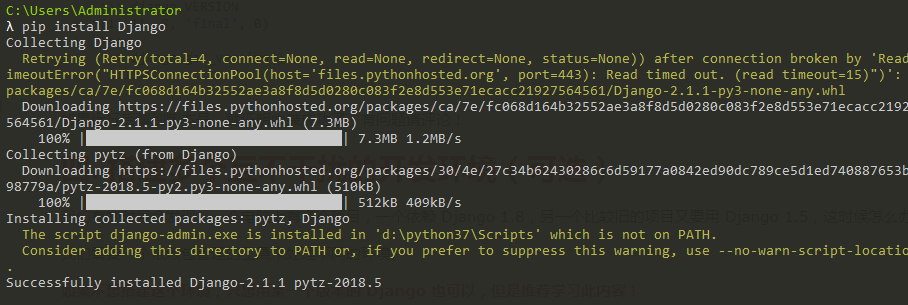 C:\Users\Administrator
λ pip install Django
Collecting Django
Retrying (Retry(total=4, connect=None, read=None, redirect=None, status=None)) after connection broken by 'Read
imeoutError("HTTPSConnectionPool(host='files.pythonhosted.org', port=443): Read timed out. (read timeout=15)")':
packages/ca/7e/fc068d164b32552ae3a8f8d5d0280c083f2e8d553e71ecacc21927564561/Django-2.1.1-py3-none-any.whl
Downloading https://files.pythonhosted.org/packages/ca/7e/fc068d164b32552ae3a8f8d5d0280c083f2e8d553e71ecacc2192
564561/Django-2.1.1-py3-none-any.whl (7.3MB)
100% | | 7.3MB 1.2MB/s
Collecting pytz (from Django)
Downloading https://files.pythonhosted.org/packages/30/4e/27c34b62430286c6d59177a0842ed90dc789ce5d1ed740887653b
98779a/pytz-2018.5-py2.py3-none-any.whl (510kB)
100% | | 512kB 409kB/s
Installing collected packages: pytz, Django
The script django-admin.exe is installed in 'd:\python37\Scripts' which is not on PATH.
Consider adding this directory to PATH or, if you prefer to suppress this warning, use --no-warn-script-locatio
.
Successfully installed Django-2.1.1 pytz-2018.5